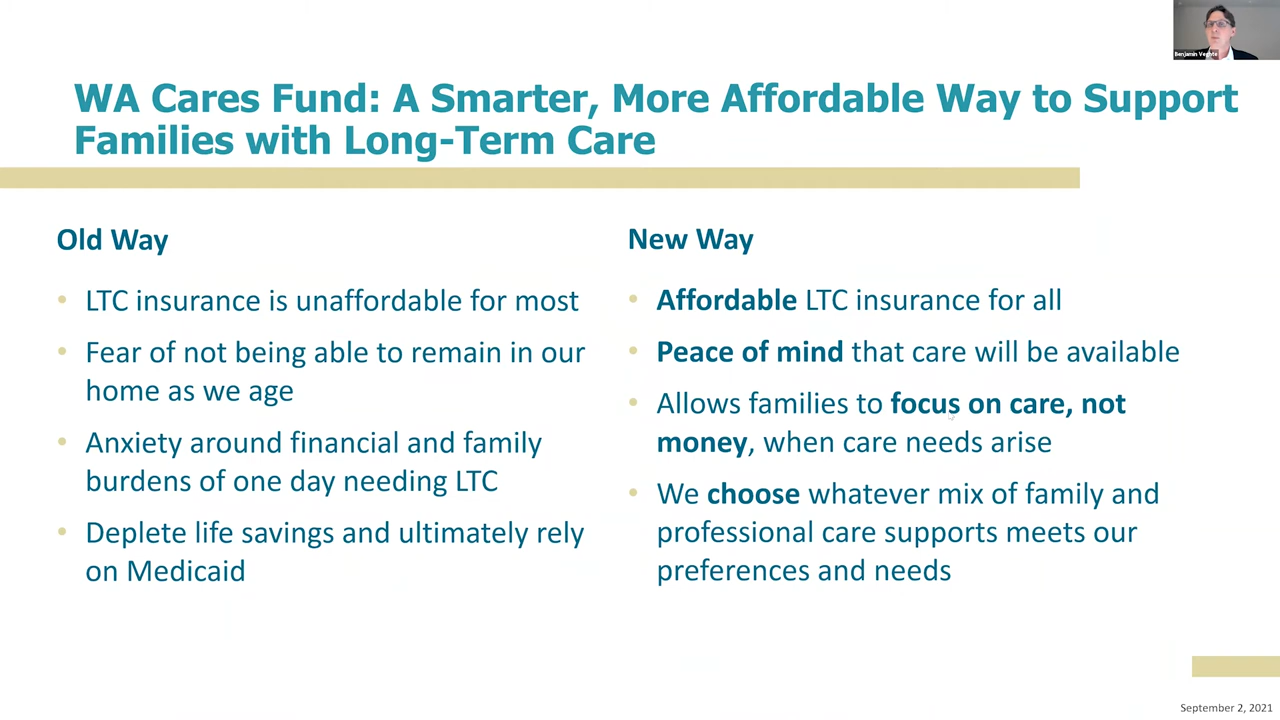 Benjamin Veghte
WA Cares Fund: A Smarter, More Affordable Way to Support
Families with Long-Term Care
Old Way
• LTC insurance is unaffordable for most
• Fear of not being able to remain in our
home as we age
• Anxiety around financial and family
burdens of one day needing LTC
• Deplete life savings and ultimately rely
on Medicaid
New Way
• Affordable LTC insurance for all
• Peace of mind that care will be available
• Allows families to focus on care, not
money, when care needs arise
• We choose whatever mix of family and
professional care supports meets our
preferences and needs
September 2, 2021